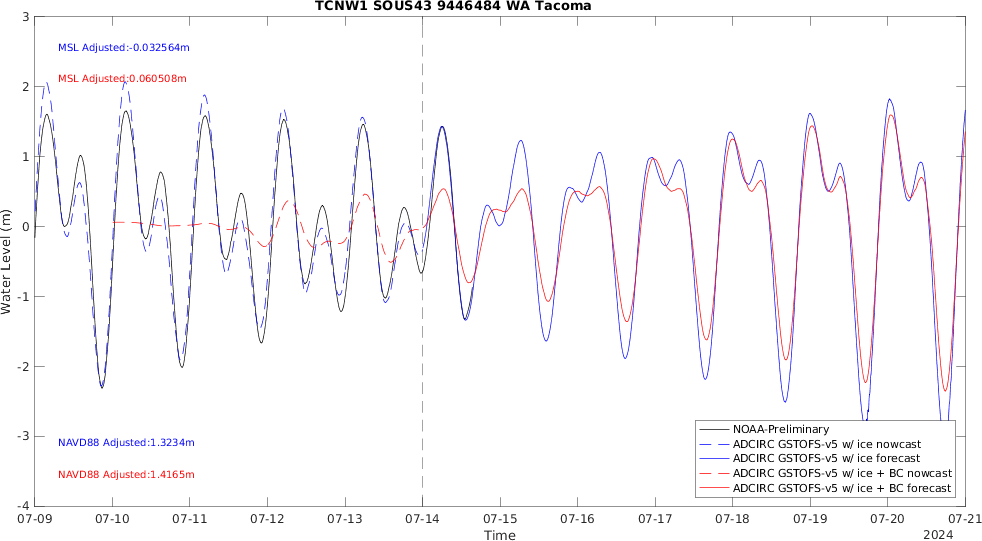 TCNW1 SOUS43 9446484 WA Tacoma
3
MSL Adjusted:-0.032564m
MSL Adjusted:0.060508m
2
1
0
-1
-2
-3
-4
Water Level (m)
NAVD88 Adjusted:1.3234m
NAVD88 Adjusted:1.4165m
NOAA-Preliminary
ADCIRC GSTOFS-v5 w/ ice nowcast
ADCIRC GSTOFS-v5 w/ ice forecast
ADCIRC GSTOFS-v5 w/ ice + BC nowcast
ADCIRC GSTOFS-v5 w/ ice + BC forecast
07-09 07-10 07-11 07-12 07-13 07-14 07-15 07-16 07-17 07-18 07-19 07-20 07-21
Time
2024